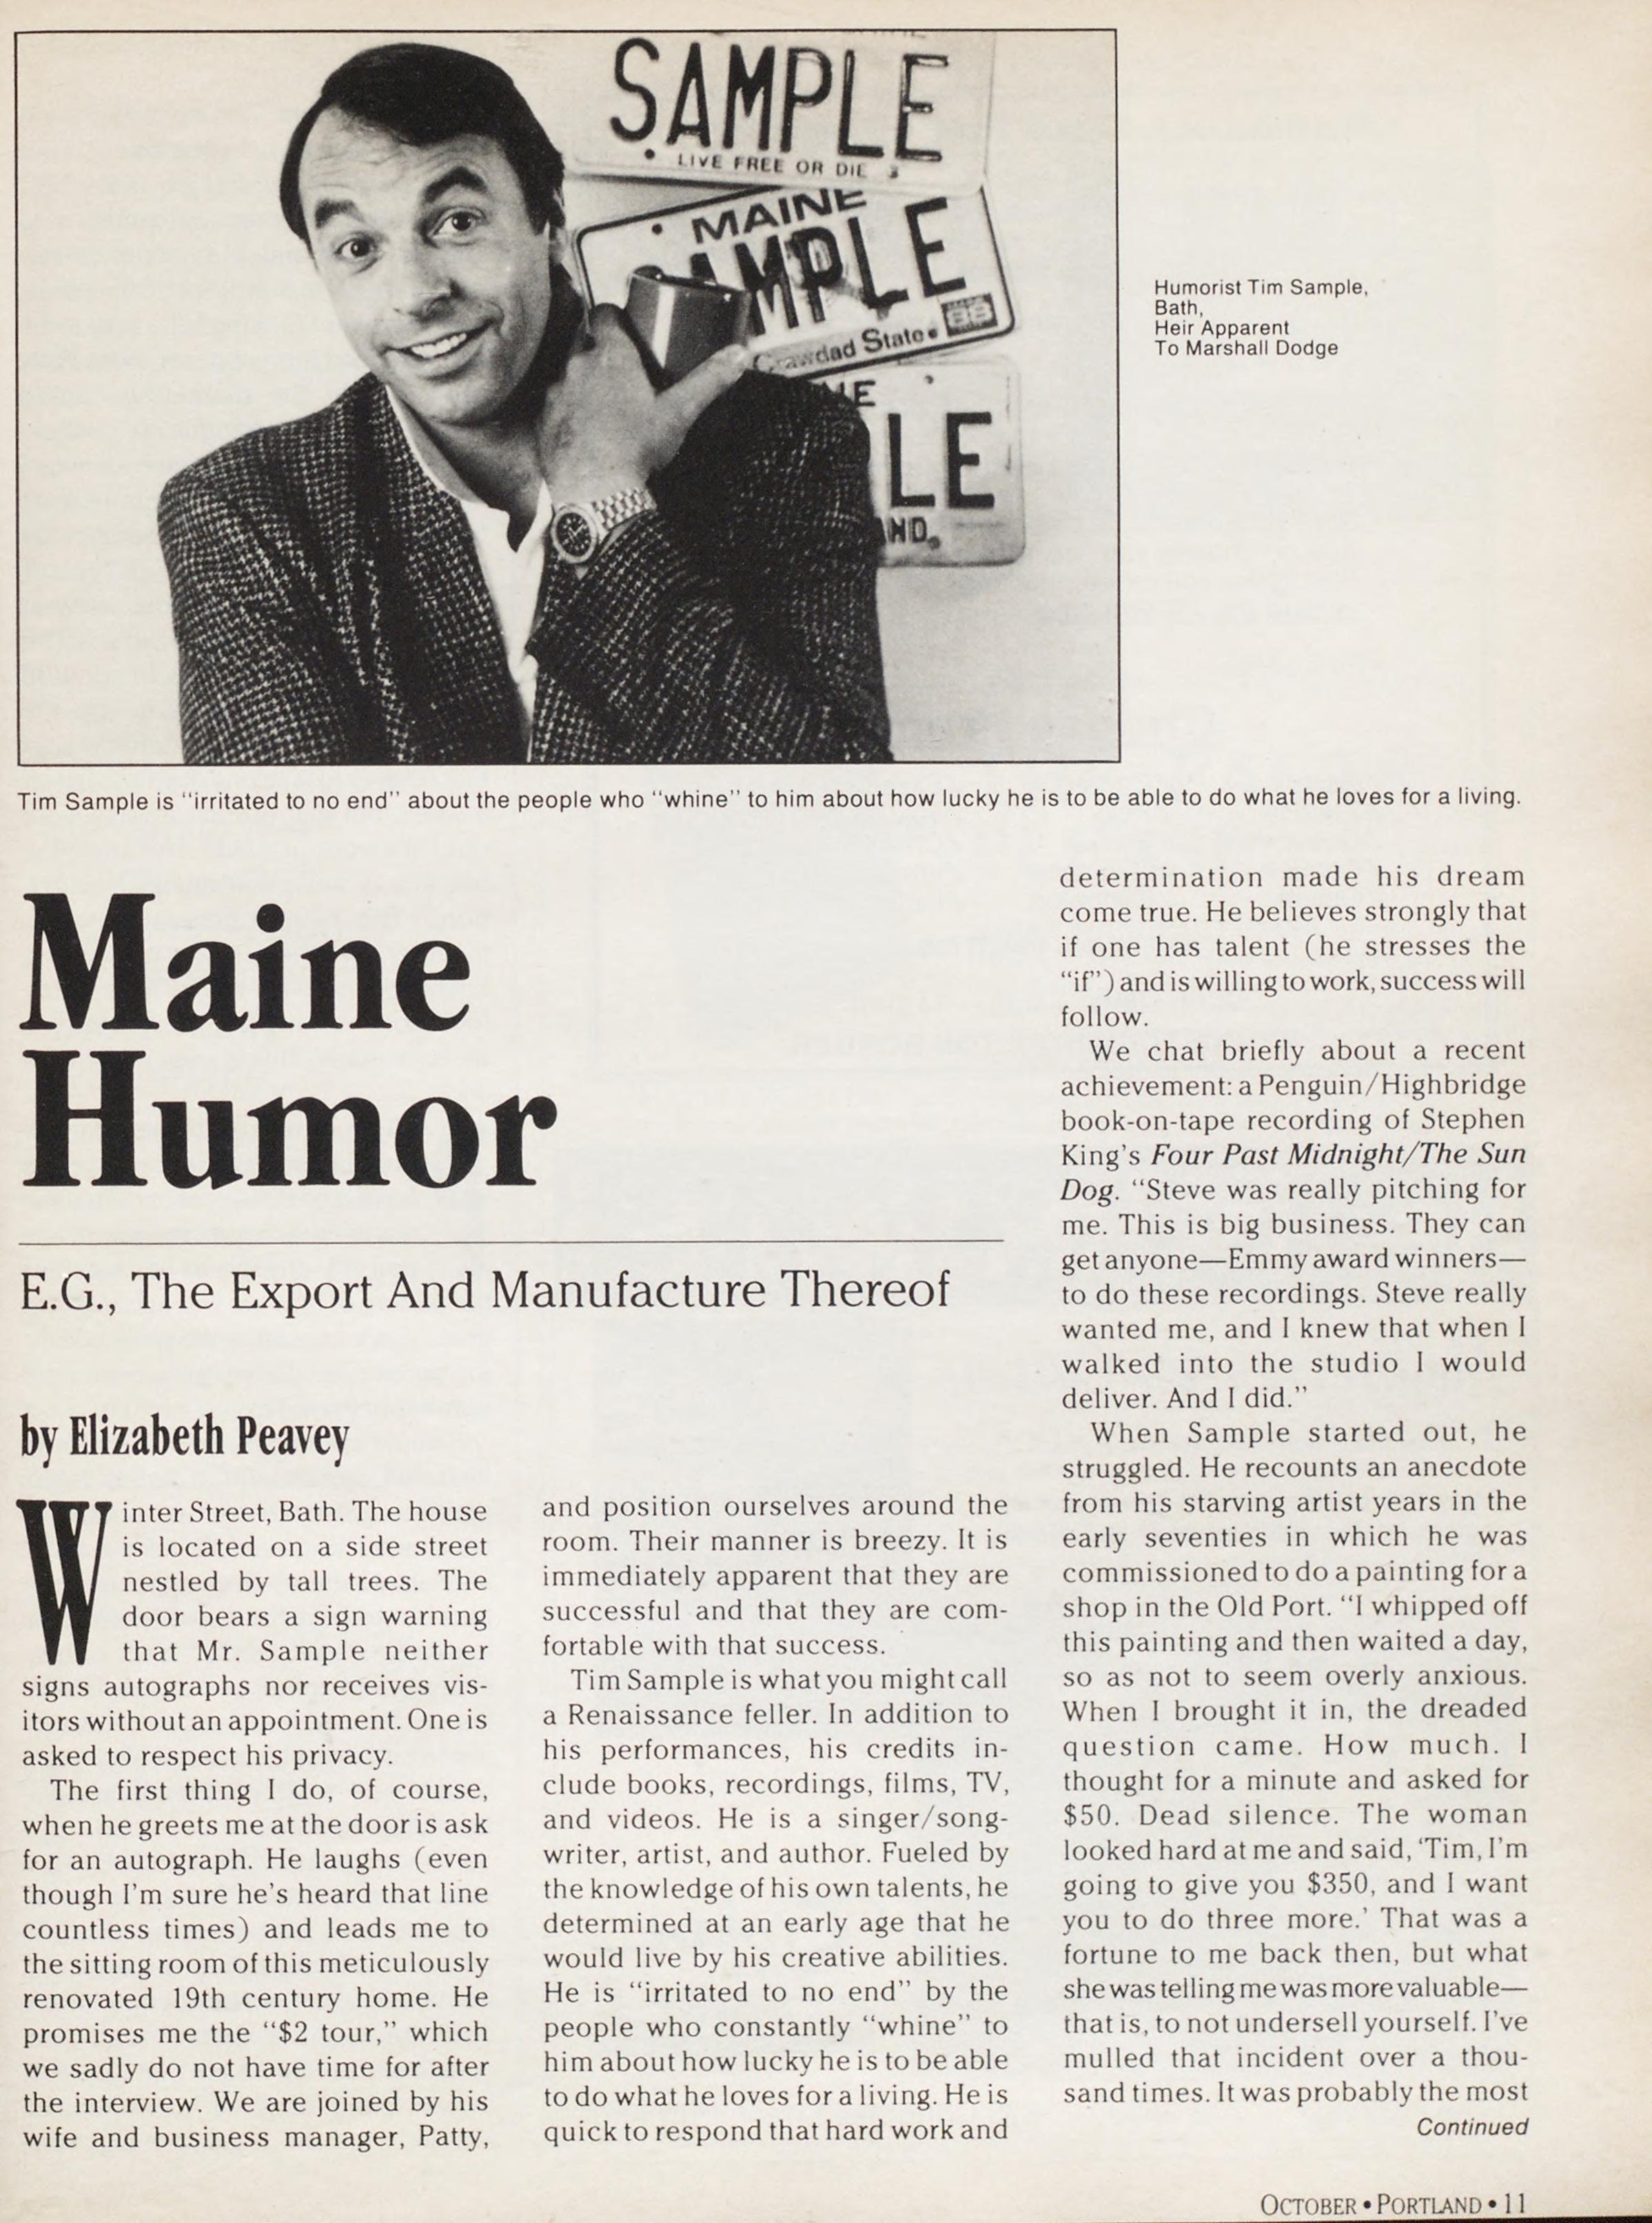 SAMPLE
LIVE FREE OR DIE
MAINE
MPLE
Crawdad State
88
NE
LE
AND.
Humorist Tim Sample,
Bath,
Heir Apparent
To Marshall Dodge
Tim Sample is “irritated to no end” about the people who “whine” to him about how lucky he is to be able to do what he loves for a living.
Maine
Humor
E.G., The Export And Manufacture Thereof
by Elizabeth Peavey
Winter Street, Bath. The house
is located on a side street
nestled by tall trees. The
door bears a sign warning
that Mr. Sample neither
signs autographs nor receives vis-
itors without an appointment. One is
asked to respect his privacy.
The first thing I do, of course,
when he greets me at the door is ask
for an autograph. He laughs (even
though I’m sure he’s heard that line
countless times) and leads me to
the sitting room of this meticulously
renovated 19th century home. He
promises me the “$2 tour,” which
we sadly do not have time for after
the interview. We are joined by his
wife and business manager, Patty,
and position ourselves around the
room. Their manner is breezy. It is
immediately apparent that they are
successful and that they are com-
fortable with that success.
Tim Sample is what you might call
a Renaissance feller. In addition to
his performances, his credits in-
clude books, recordings, films, TV,
and videos. He is a singer/song-
writer, artist, and author. Fueled by
the knowledge of his own talents, he
determined at an early age that he
would live by his creative abilities.
He is “irritated to no end” by the
people who constantly “whine” to
him about how lucky he is to be able
to do what he loves for a living. He is
quick to respond that hard work and
determination made his dream
come true. He believes strongly that
if one has talent (he stresses the
“if”) and is willing to work, success will
follow.
We chat briefly about a recent
achievement: a Penguin/Highbridge
book-on-tape recording of Stephen
King’s Four Past Midnight/The Sun
Dog. “Steve was really pitching for
me. This is big business. They can
get anyone—Emmy award winners—
to do these recordings. Steve really
wanted me, and I knew that when I
walked into the studio I would
deliver. And I did.”
When Sample started out, he
struggled. He recounts an anecdote
from his starving artist years in the
early seventies in which he was
commissioned to do a painting for a
shop in the Old Port. “I whipped off
this painting and then waited a day,
so as not to seem overly anxious.
When I brought it in, the dreaded
question came. How much. I
thought for a minute and asked for
$50. Dead silence. The woman
looked hard at me and said, ‘Tim, I’m
going to give you $350, and I want
you to do three more.’ That was a
fortune to me back then, but what
she was telling me was more valuable—
that is, to not undersell yourself. I’ve
mulled that incident over a thou-
sand times. It was probably the most
Continued
OCTOBER • PORTLAND • 11